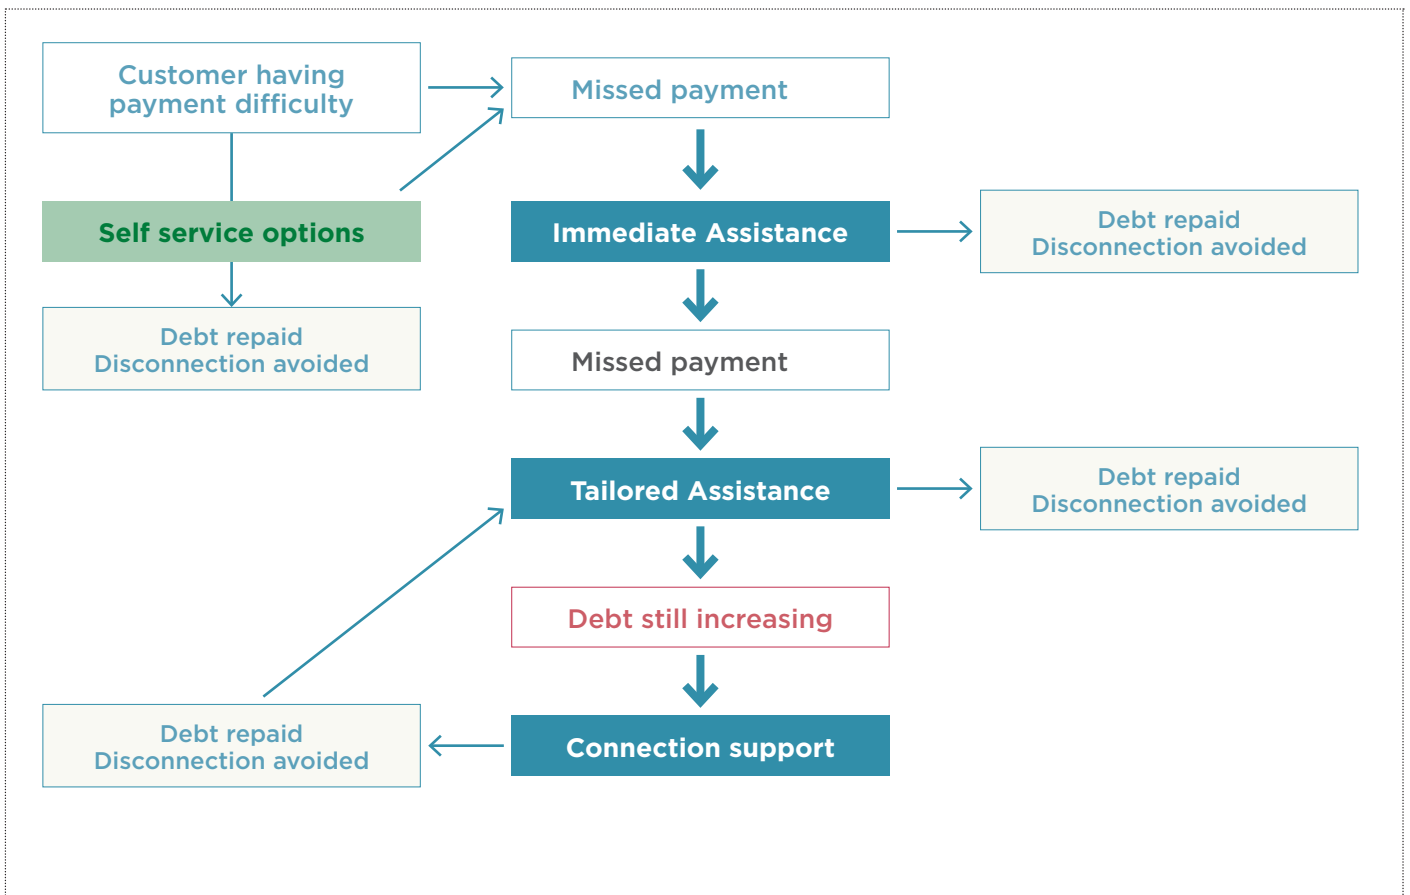 Customer having
payment difficulty
Missed payment
Self service options
Immediate Assistance
Debt repaid
Disconnection avoided
Debt repaid
Disconnection avoided
Missed payment
Tailored Assistance
Debt repaid
Disconnection avoided
Debt still increasing
Debt repaid
Disconnection avoided
Connection support